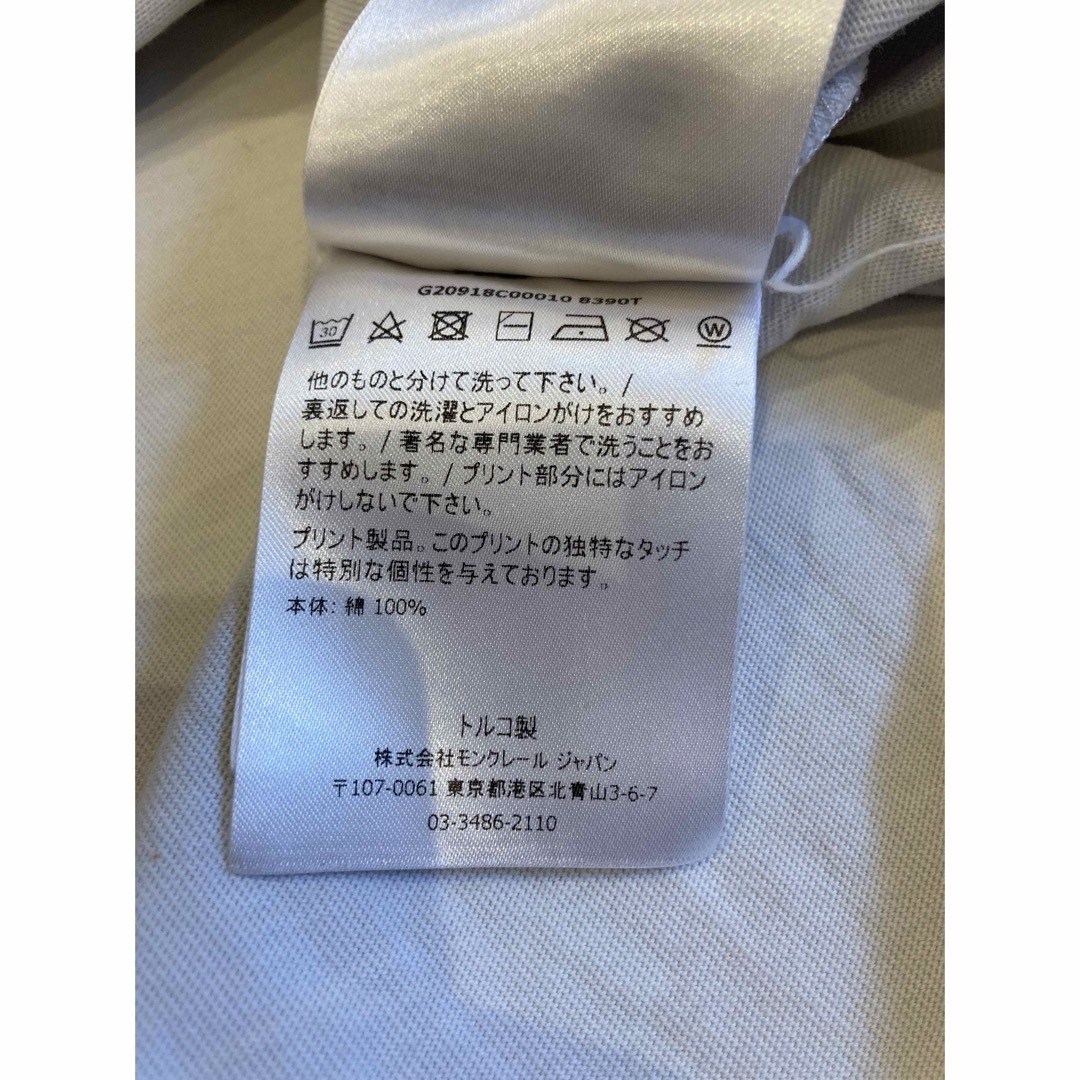 G20918C00010 8390T
30 W
他のものと分けて洗って下さい。/
裏返しての洗濯とアイロンがけをおすすめ
します。/ 著名な専門業者で洗うことをお
すすめします。/ プリント部分にはアイロン
がけしないで下さい。
プリント製品。このプリントの独特なタッチ
は特別な個性を与えております。
本体: 綿 100%
トルコ製
株式会社モンクレール ジャパン
〒107-0061 東京都港区北青山3-6-7
03-3486-2110